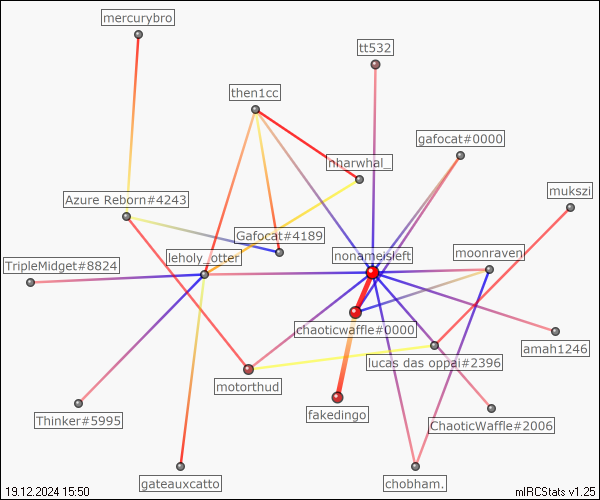 mercurybro
tt532
then1cc
gafocat#0000
nharwhal_
mukszi
Azure Reborn#4243
Gafocat#4189
nonameisleft
moonraven
leholy_otter
TripleMidget#8824
chaoticwaffle#0000
amah1246
lucas das oppai#2396
motorthud
fakedingo
Thinker#5995
ChaoticWaffle#2006
gateauxcatto
chobham.
19.12.2024 15:50
mIRCStats v1.25